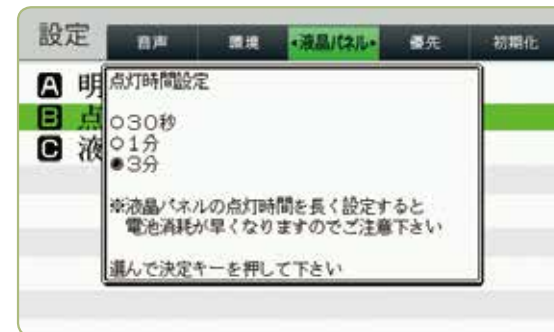 設定 音声 環境 ◂液晶パネル▸ 優先 初期化
A 明
B 点
C 液
点灯時間設定
○30秒
○1分
●3分
※液晶パネルの点灯時間を長く設定すると
電池消耗が早くなりますのでご注意下さい
選んで決定キーを押して下さい